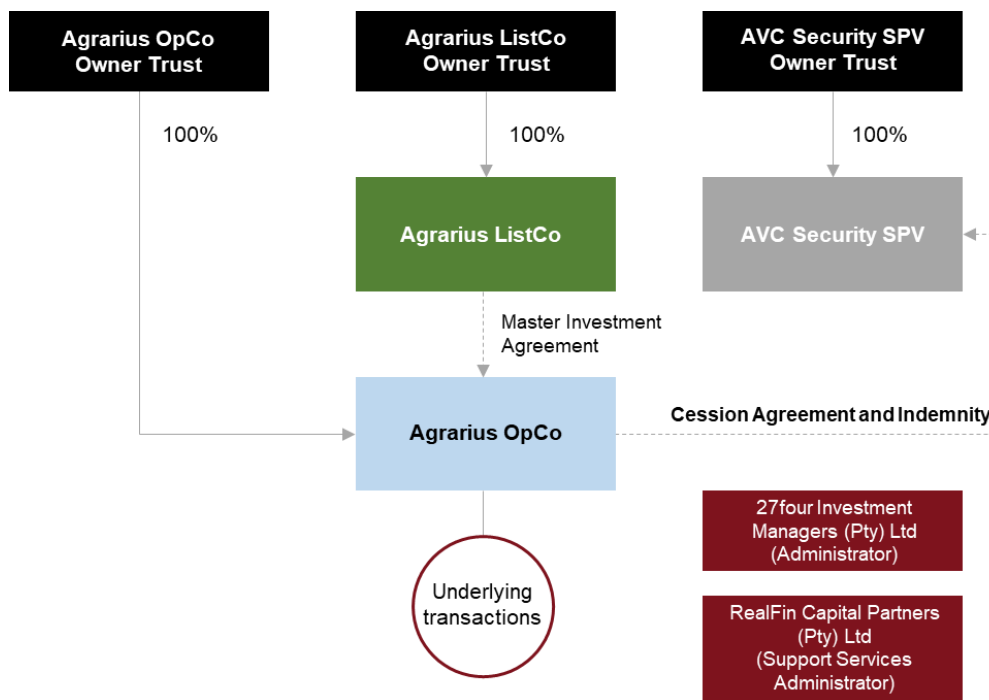 Agrarius OpCo
Owner Trust
Agrarius ListCo
Owner Trust
AVC Security SPV
Owner Trust
100%
100%
100%
Agrarius ListCo
AVC Security SPV
Master Investment
Agreement
Agrarius OpCo
Cession Agreement and Indemnity
Underlying
transactions
27four Investment
Managers (Pty) Ltd
(Administrator)
RealFin Capital Partners
(Pty) Ltd
(Support Services
Administrator)